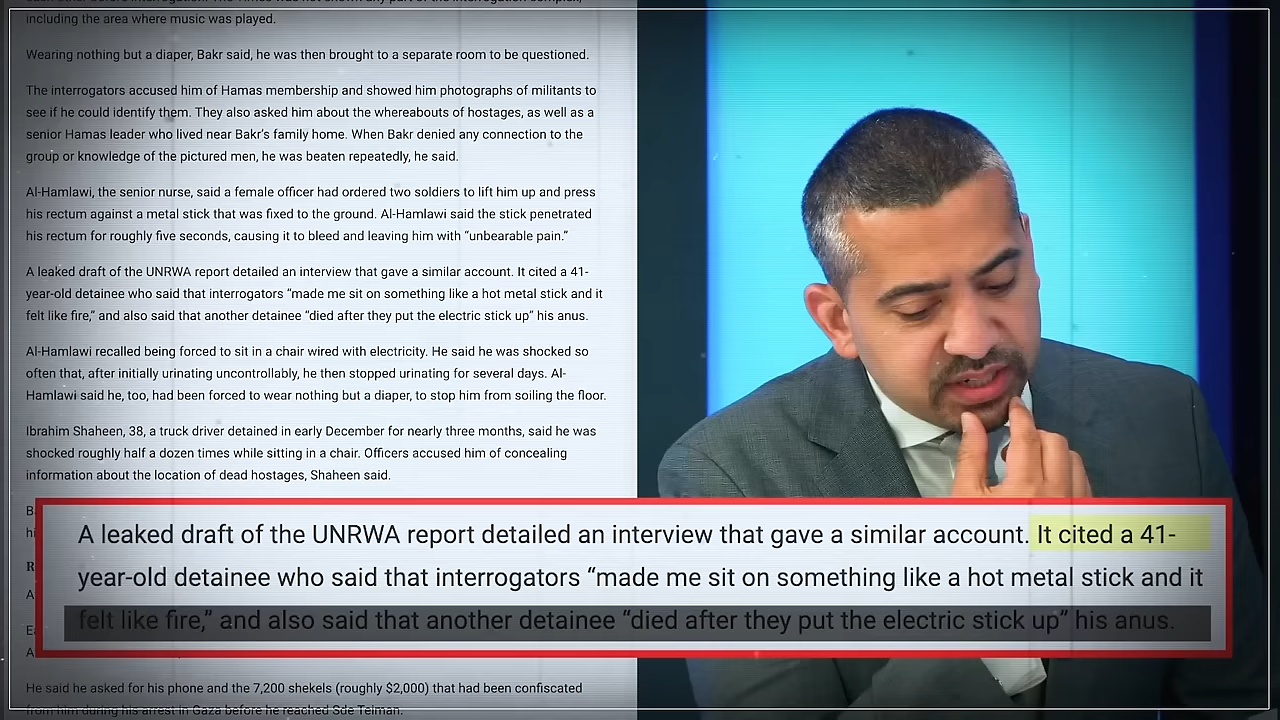 including the area where music was played.
Wearing nothing but a diaper, Bakr said, he was then brought to a separate room to be questioned.
The interrogators accused him of Hamas membership and showed him photographs of militants to
see if he could identify them. They also asked him about the whereabouts of hostages, as well as a
senior Hamas leader who lived near Bakr’s family home. When Bakr denied any connection to the
group or knowledge of the pictured men, he was beaten repeatedly, he said.
Al-Hamlawi, the senior nurse, said a female officer had ordered two soldiers to lift him up and press
his rectum against a metal stick that was fixed to the ground. Al-Hamlawi said the stick penetrated
his rectum for roughly five seconds, causing it to bleed and leaving him with “unbearable pain.”
A leaked draft of the UNRWA report detailed an interview that gave a similar account. It cited a 41-
year-old detainee who said that interrogators “made me sit on something like a hot metal stick and it
felt like fire,” and also said that another detainee “died after they put the electric stick up” his anus.
Al-Hamlawi recalled being forced to sit in a chair wired with electricity. He said he was shocked so
often that, after initially urinating uncontrollably, he then stopped urinating for several days. Al-
Hamlawi said he, too, had been forced to wear nothing but a diaper, to stop him from soiling the floor.
Ibrahim Shaheen, 38, a truck driver detained in early December for nearly three months, said he was
shocked roughly half a dozen times while sitting in a chair. Officers accused him of concealing
information about the location of dead hostages, Shaheen said.
A leaked draft of the UNRWA report detailed an interview that gave a similar account. It cited a 41-
year-old detainee who said that interrogators “made me sit on something like a hot metal stick and it
felt like fire,” and also said that another detainee “died after they put the electric stick up” his anus.
He said he asked for his phone and the 7,200 shekels (roughly $2,000) that had been confiscated
from him during his arrest in Gaza before he reached Sde Teiman.